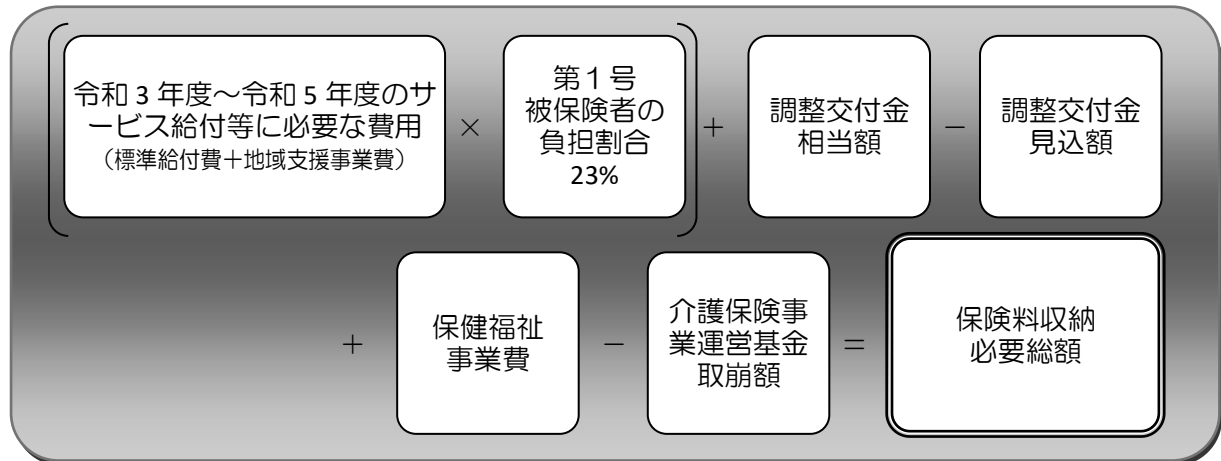 令和 3 年度～令和 5 年度のサ
ービス給付等に必要な費用
（標準給付費＋地域支援事業費）
×
第１号
被保険者の
負担割合
23%
＋
調整交付金
相当額
－
調整交付金
見込額
＋
保健福祉
事業費
－
介護保険事
業運営基金
取崩額
＝
保険料収納
必要総額